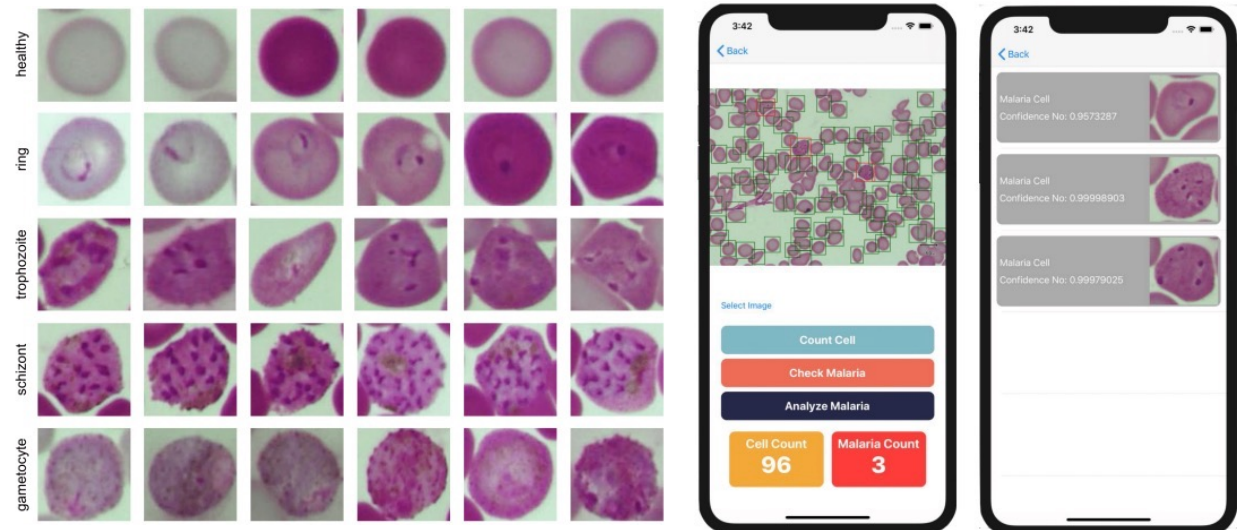 healthy
ring
trophozoite
schizont
gametocyte
3:42
Back
Select Image
Count Cell
Check Malaria
Analyze Malaria
Cell Count
96
Malaria Count
3
3:42
Back
Malaria Cell
Confidence No: 0.9573287
Malaria Cell
Confidence No: 0.99998903
Malaria Cell
Confidence No: 0.99979025